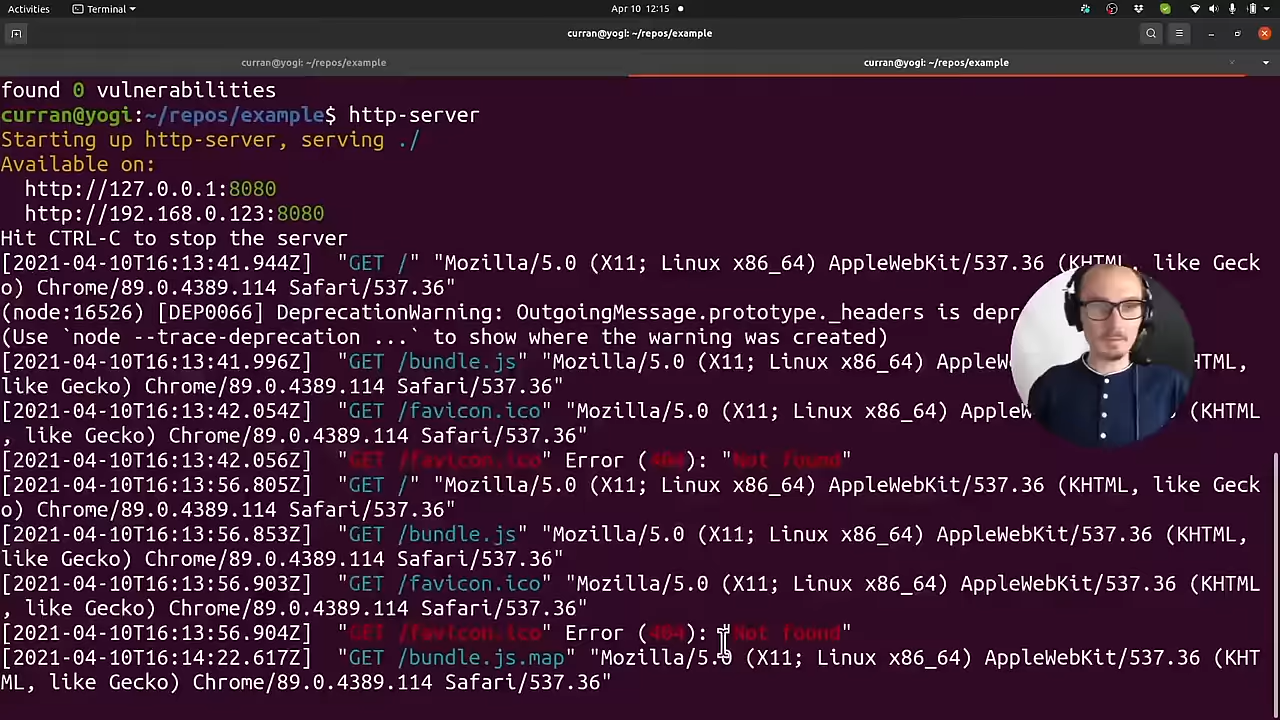 Activities Terminal Apr 10 12:15
curran@yogi: ~/repos/example
curran@yogi: ~/repos/example curran@yogi: ~/repos/example
found 0 vulnerabilities
curran@yogi:~/repos/example$ http-server
Starting up http-server, serving ./
Available on:
http://127.0.0.1:8080
http://192.168.0.123:8080
Hit CTRL-C to stop the server
[2021-04-10T16:13:41.944Z] "GET /" "Mozilla/5.0 (X11; Linux x86_64) AppleWebKit/537.36 (KHTML, like Geck
o) Chrome/89.0.4389.114 Safari/537.36"
(node:16526) [DEP0066] DeprecationWarning: OutgoingMessage.prototype._headers is depr
(Use `node --trace-deprecation ...` to show where the warning was created)
[2021-04-10T16:13:41.996Z] "GET /bundle.js" "Mozilla/5.0 (X11; Linux x86_64) AppleW HTML,
like Gecko) Chrome/89.0.4389.114 Safari/537.36"
[2021-04-10T16:13:42.054Z] "GET /favicon.ico" "Mozilla/5.0 (X11; Linux x86_64) App (KHTML
, like Gecko) Chrome/89.0.4389.114 Safari/537.36"
[2021-04-10T16:13:42.056Z] "GET /favicon.ico" Error (404): "Not found"
[2021-04-10T16:13:56.805Z] "GET /" "Mozilla/5.0 (X11; Linux x86_64) AppleWebKit/537.36 (KHTML, like Geck
o) Chrome/89.0.4389.114 Safari/537.36"
[2021-04-10T16:13:56.853Z] "GET /bundle.js" "Mozilla/5.0 (X11; Linux x86_64) AppleWebKit/537.36 (KHTML,
like Gecko) Chrome/89.0.4389.114 Safari/537.36"
[2021-04-10T16:13:56.903Z] "GET /favicon.ico" "Mozilla/5.0 (X11; Linux x86_64) AppleWebKit/537.36 (KHTML
, like Gecko) Chrome/89.0.4389.114 Safari/537.36"
[2021-04-10T16:13:56.904Z] "GET /favicon.ico" Error (404): "Not found"
[2021-04-10T16:14:22.617Z] "GET /bundle.js.map" "Mozilla/5.0 (X11; Linux x86_64) AppleWebKit/537.36 (KHT
ML, like Gecko) Chrome/89.0.4389.114 Safari/537.36"